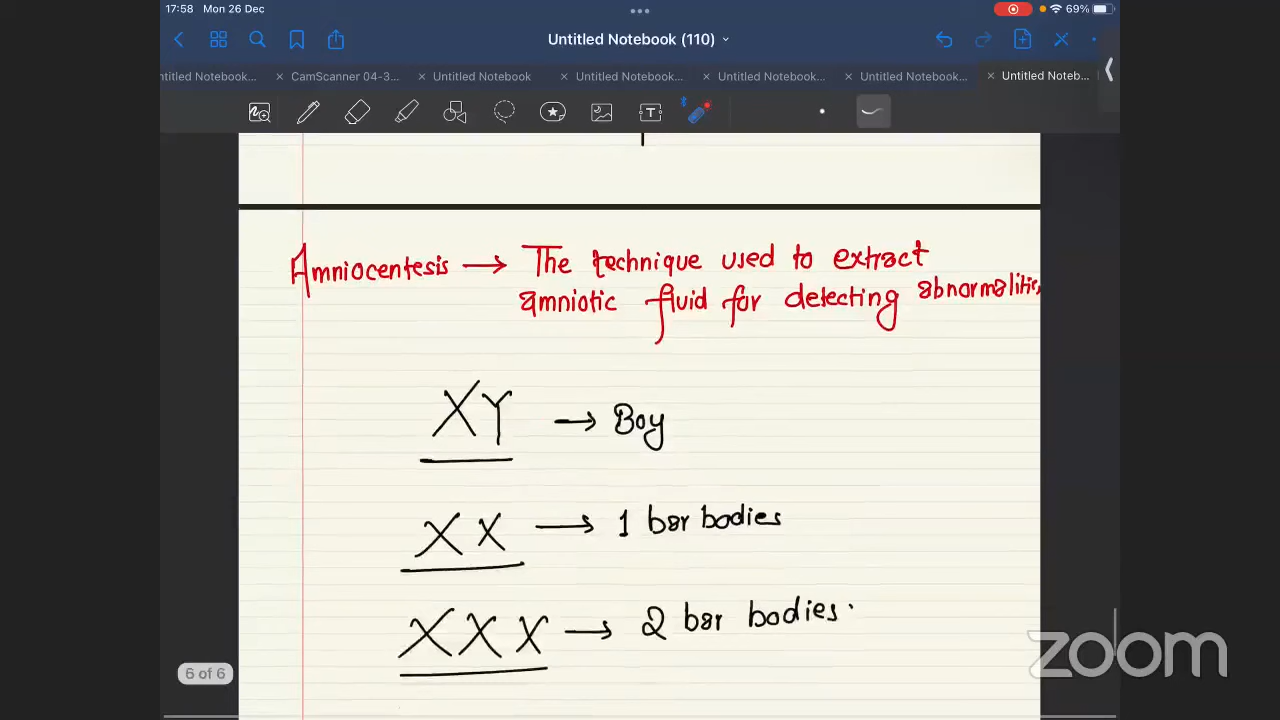 17:58 Mon 26 Dec
69%
Untitled Notebook (110)
ntitled Notebook...
CamScanner 04-3...
Untitled Notebook
Untitled Notebook...
Untitled Notebook...
Untitled Notebook...
Untitled Noteb...
Amniocentesis → The technique used to extract
amniotic fluid for detecting abnormalities
XY → Boy
XX → 1 bar bodies
XXX → 2 bar bodies.
6 of 6
zoom